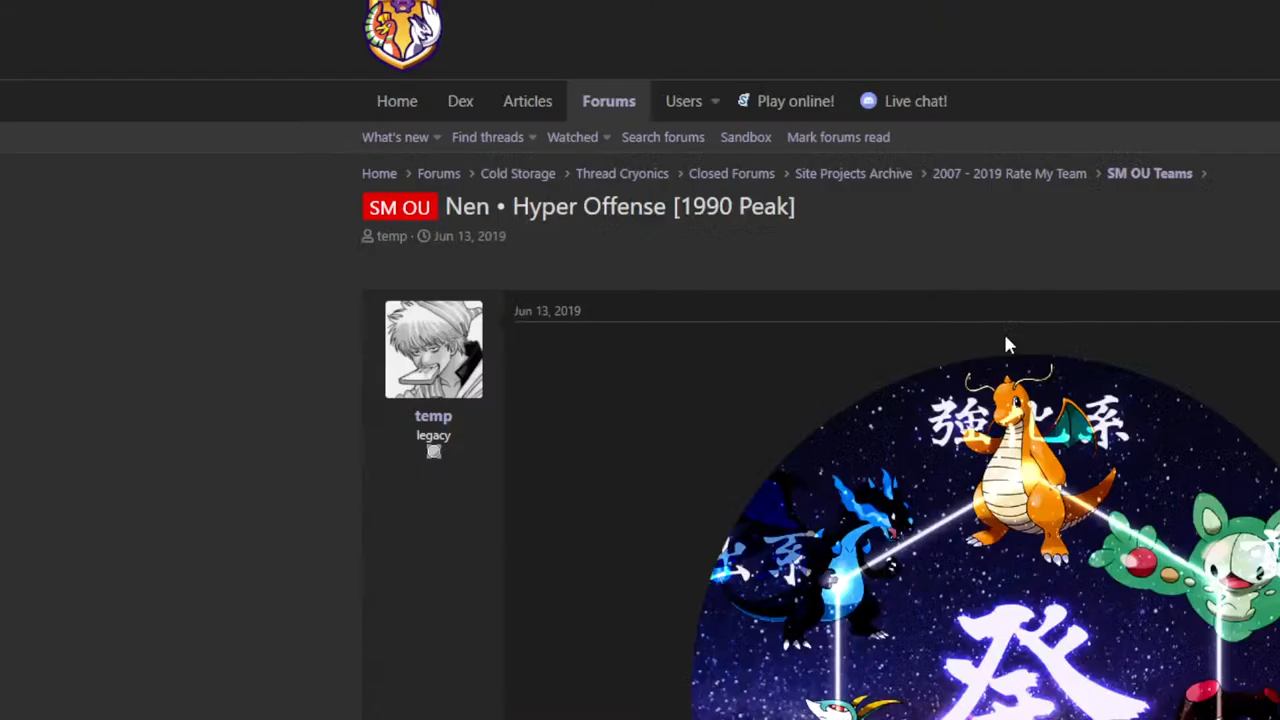 Home Dex Articles Forums Users Play online! Live chat!
What's new Find threads Watched Search forums Sandbox Mark forums read
Home Forums Cold Storage Thread Cryonics Closed Forums Site Projects Archive 2007 - 2019 Rate My Team SM OU Teams
SM OU Nen • Hyper Offense [1990 Peak]
temp · Jun 13, 2019
Jun 13, 2019
temp
legacy
強化系
出系
発